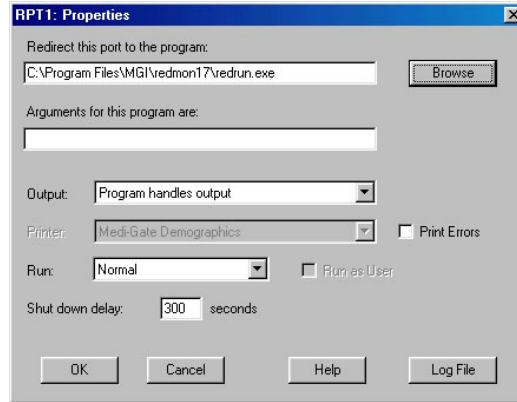 RPT1: Properties
Redirect this port to the program:
C:\Program Files\MGI\redmon17\redrun.exe
Browse
Arguments for this program are:
Output: Program handles output
Printer: Medi-Gate Demographics Print Errors
Run: Normal Run as User
Shut down delay: 300 seconds
OK Cancel Help Log File